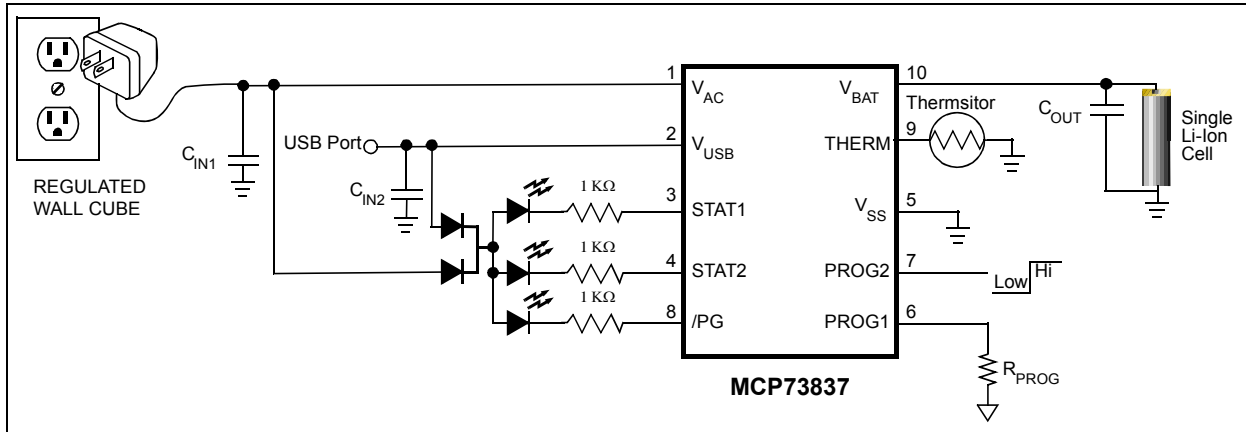 REGULATED
WALL CUBE
C_IN1
USB Port
C_IN2
1 KΩ
1 KΩ
1 KΩ
1
V_AC
2
V_USB
3
STAT1
4
STAT2
8
/PG
10
V_BAT
9
THERM
5
V_SS
7
PROG2
6
PROG1
MCP73837
Thermsitor
C_OUT
Single
Li-Ion
Cell
Low
Hi
R_PROG